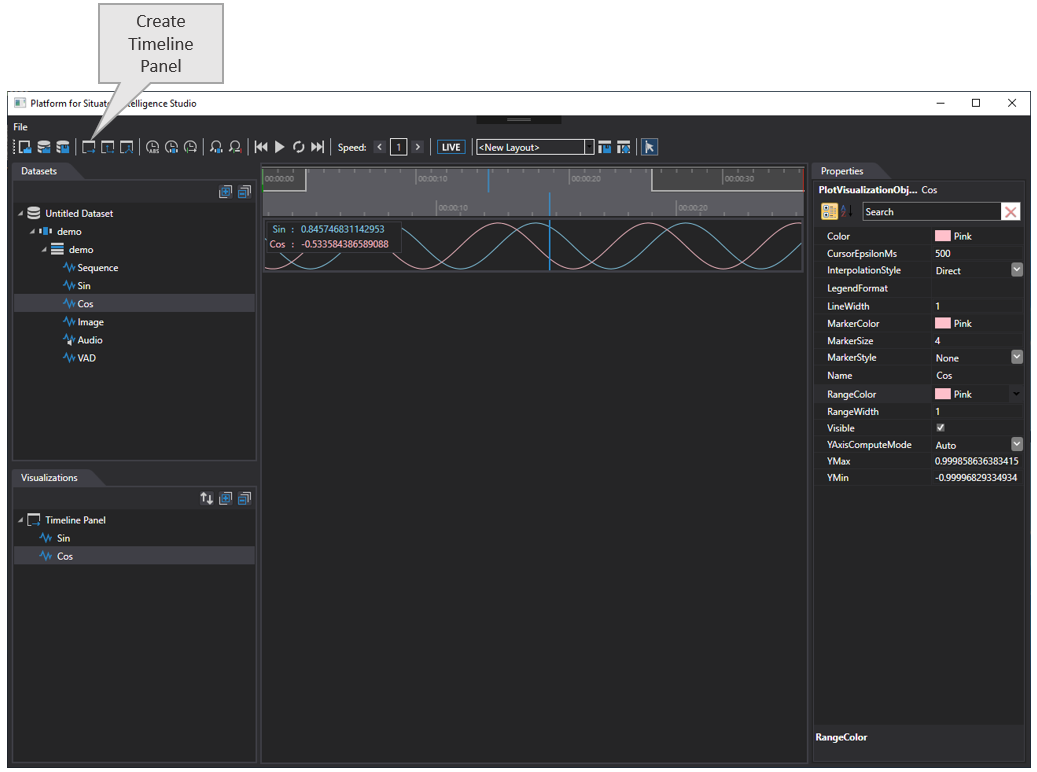 Create
Timeline
Panel
Platform for Situate ntelligence Studio
File
Speed: < 1 > LIVE <New Layout>
Datasets
Untitled Dataset
demo
demo
Sequence
Sin
Cos
Image
Audio
VAD
Visualizations
Timeline Panel
Sin
Cos
00:00:00 00:00:10 00:00:20 00:00:30
00:00:10 00:00:20
Sin : 0.845746831142953
Cos : -0.533584386589088
Properties
PlotVisualizationObj... Cos
Search
Color Pink
CursorEpsilonMs 500
InterpolationStyle Direct
LegendFormat
LineWidth 1
MarkerColor Pink
MarkerSize 4
MarkerStyle None
Name Cos
RangeColor Pink
RangeWidth 1
Visible
YAxisComputeMode Auto
YMax 0.999858636383415
YMin -0.99996829334934
RangeColor